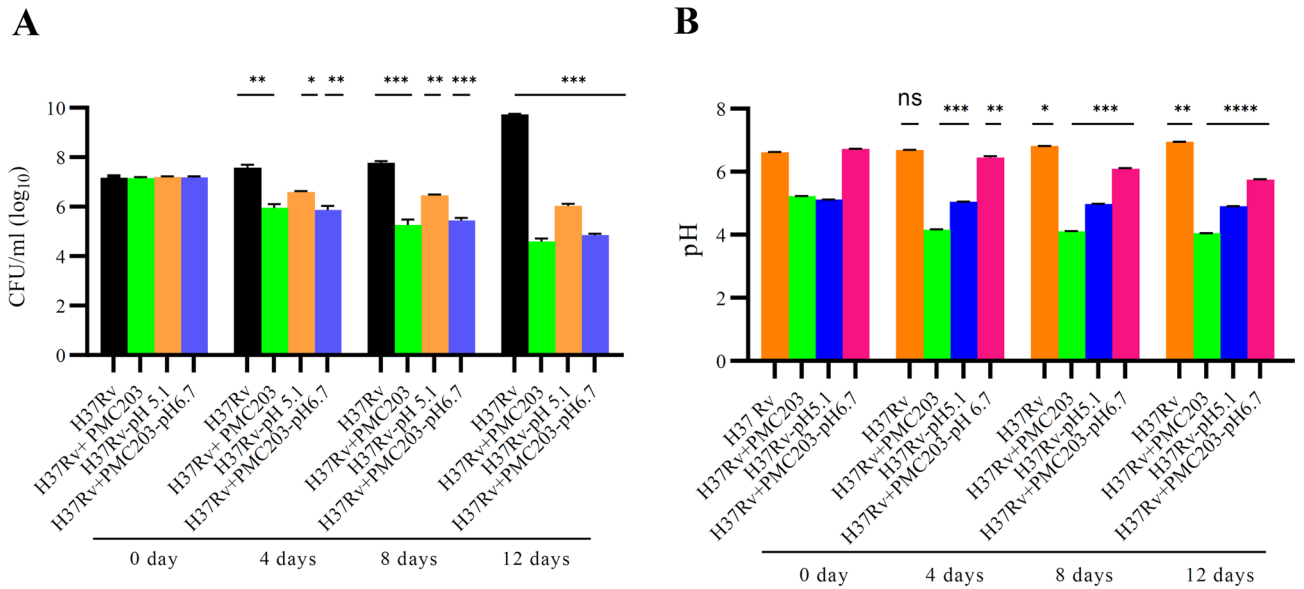 A
** * ** *** ** *** ***
CFU/ml (log10)
10
8
6
4
2
0
H37Rv
H37Rv+ PMC203
H37Rv-pH 5.1
H37Rv+PMC203-pH6.7
H37Rv
H37Rv+ PMC203
H37Rv-pH 5.1
H37Rv+PMC203-pH6.7
H37Rv
H37Rv+PMC203
H37Rv-pH 5.1
H37Rv+PMC203-pH6.7
H37Rv
H37Rv+PMC203
H37Rv-pH 5.1
H37Rv+PMC203-pH6.7
0 day
4 days
8 days
12 days
B
ns *** ** * *** ** ****
pH
8
6
4
2
0
H37 Rv
H37Rv+PMC203
H37Rv-pH5.1
H37Rv+PMC203-pH6.7
H37Rv
H37Rv+PMC203
H37Rv-pH5.1
H37Rv+PMC203-pH 6.7
H37Rv
H37Rv+PMC203
H37Rv-pH5.1
H37Rv+PMC203-pH6.7
H37Rv
H37Rv+PMC203
H37Rv-pH5.1
H37Rv+PMC203-pH6.7
0 day
4 days
8 days
12 days